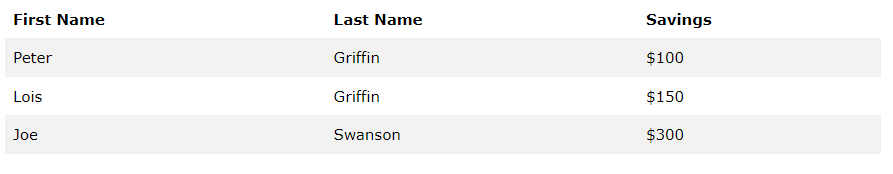 First Name Last Name Savings
Peter Griffin $100
Lois Griffin $150
Joe Swanson $300